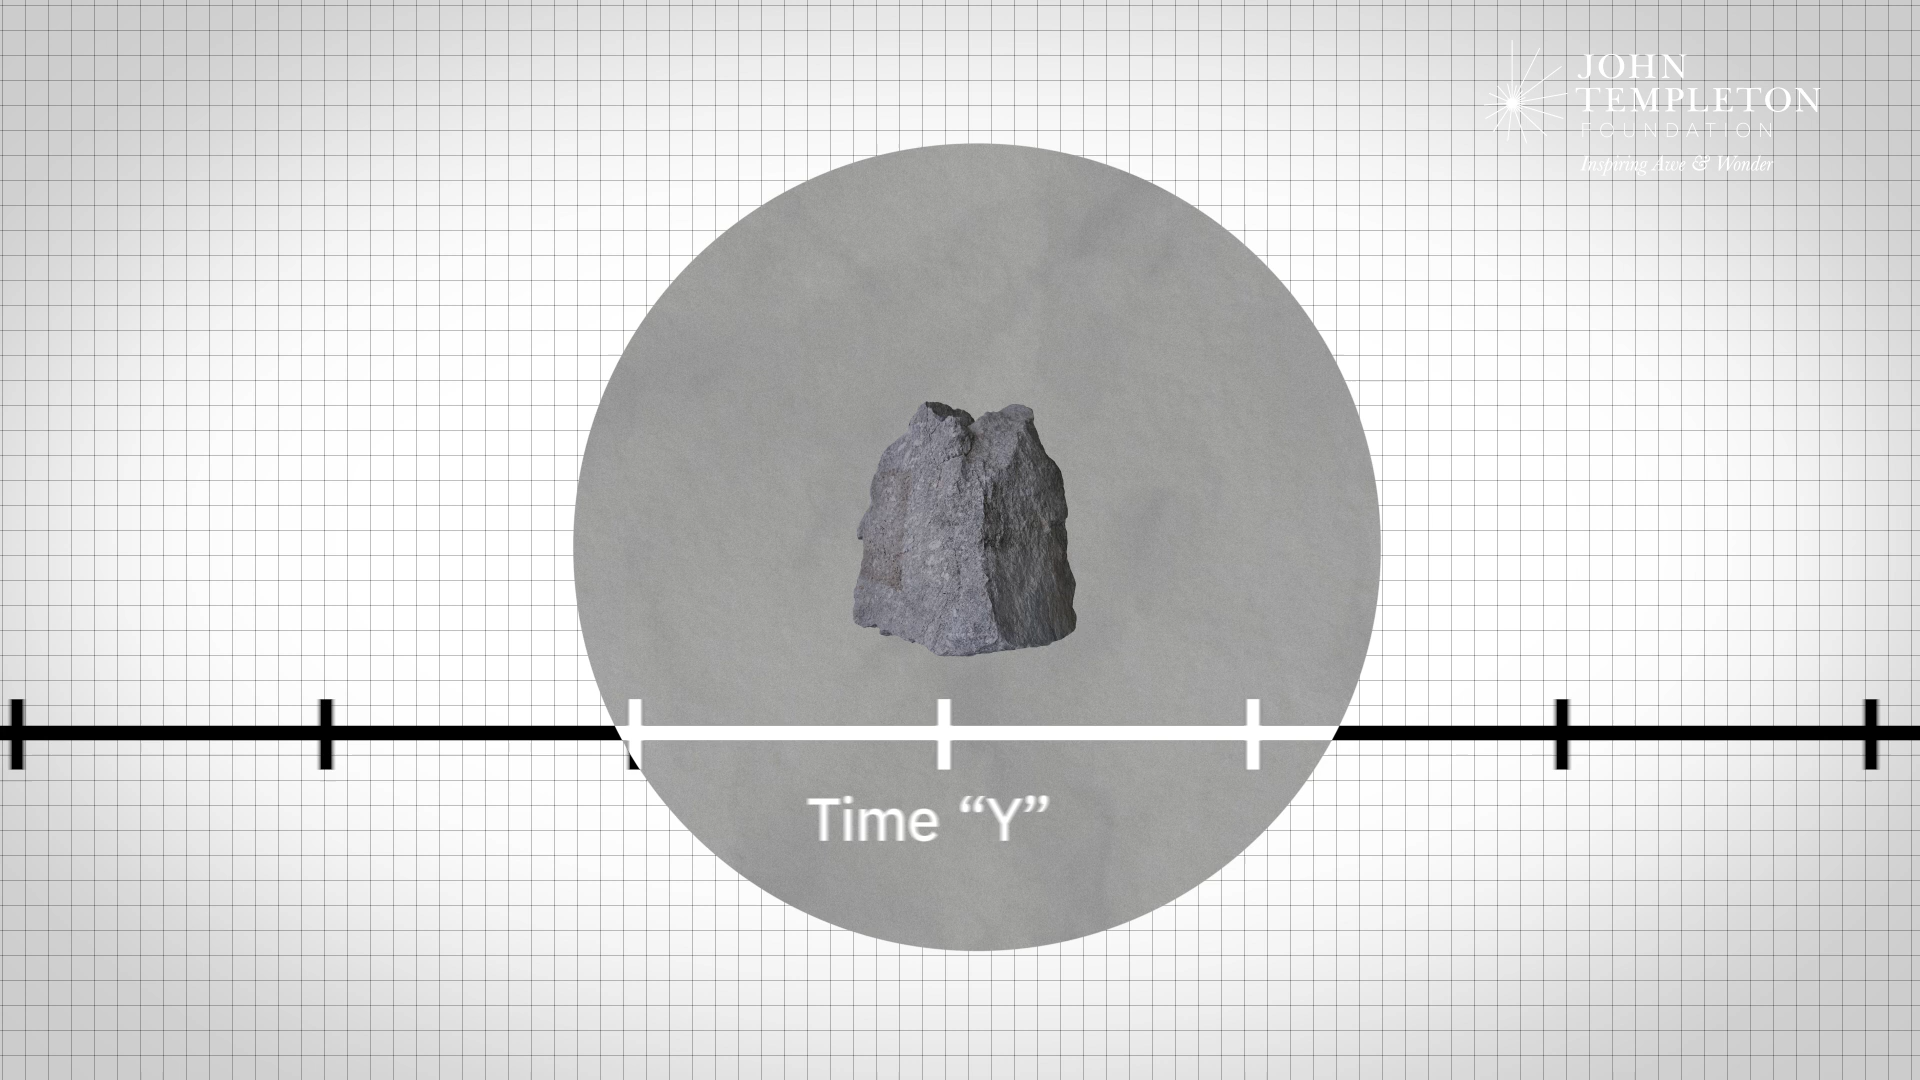 JOHN
TEMPLETON
FOUNDATION
Inspiring Awe & Wonder
Time “Y”